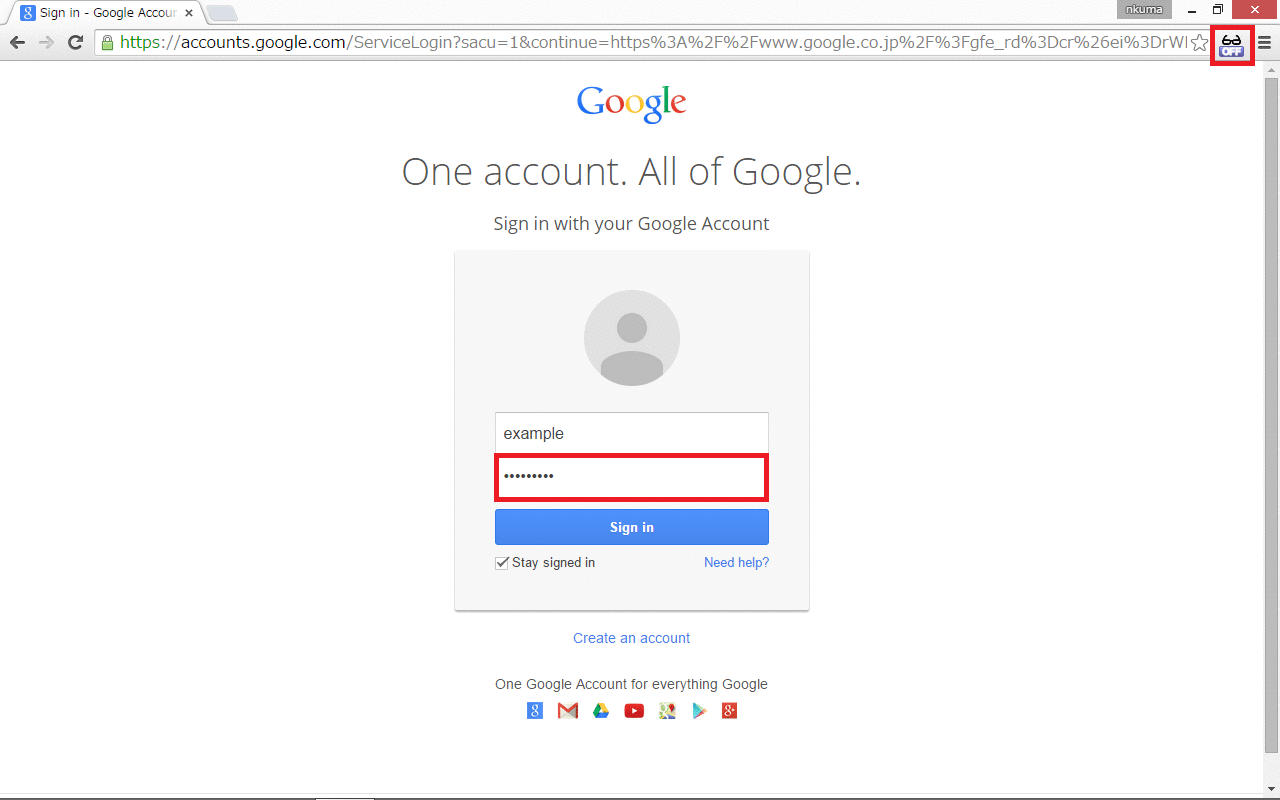 Sign in - Google Accoun
nkuma
https://accounts.google.com/ServiceLogin?sacu=1&continue=https%3A%2F%2Fwww.google.co.jp%2F%3Fgfe_rd%3Dcr%26ei%3DrW
OFF
Google
One account. All of Google.
Sign in with your Google Account
example
•••••••••
Sign in
Stay signed in
Need help?
Create an account
One Google Account for everything Google